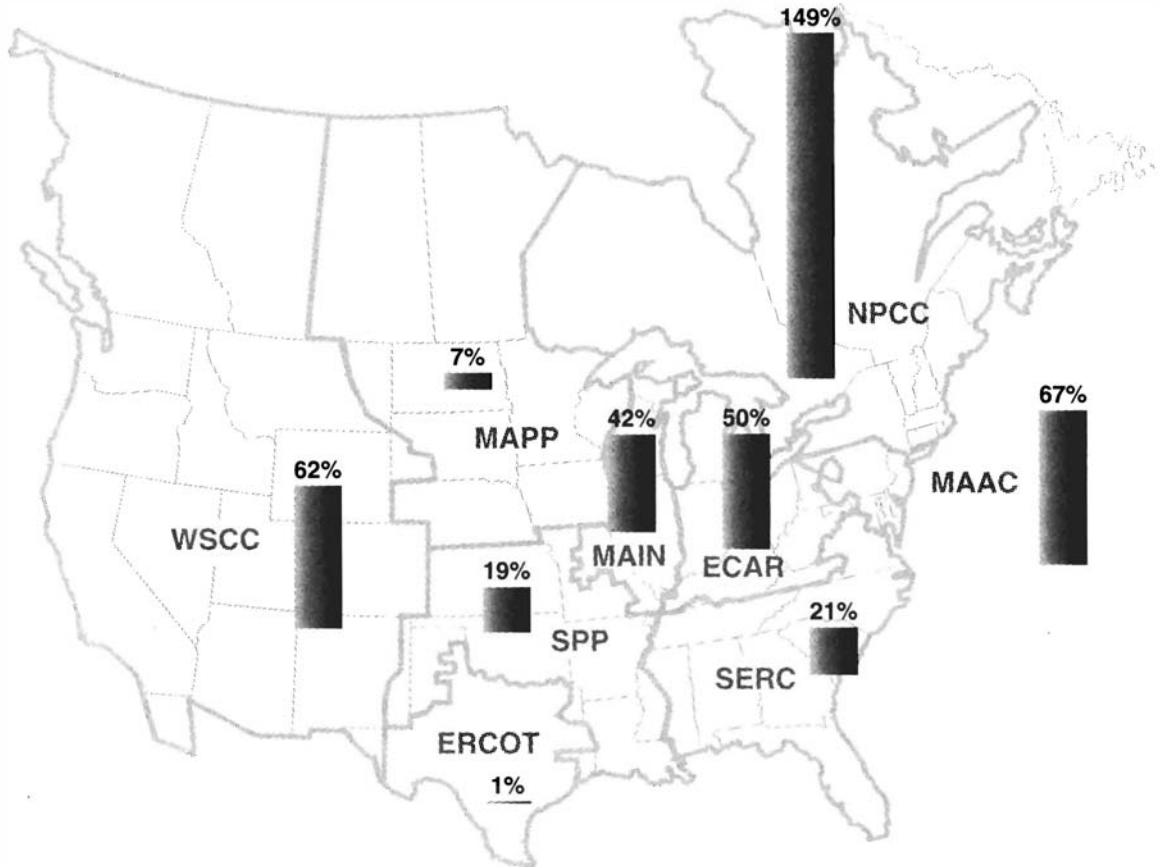 149%
NPCC
7%
67%
42%
50%
MAPP
62%
MAAC
WSCC
MAIN
ECAR
19%
21%
SPP
SERC
ERCOT
1%